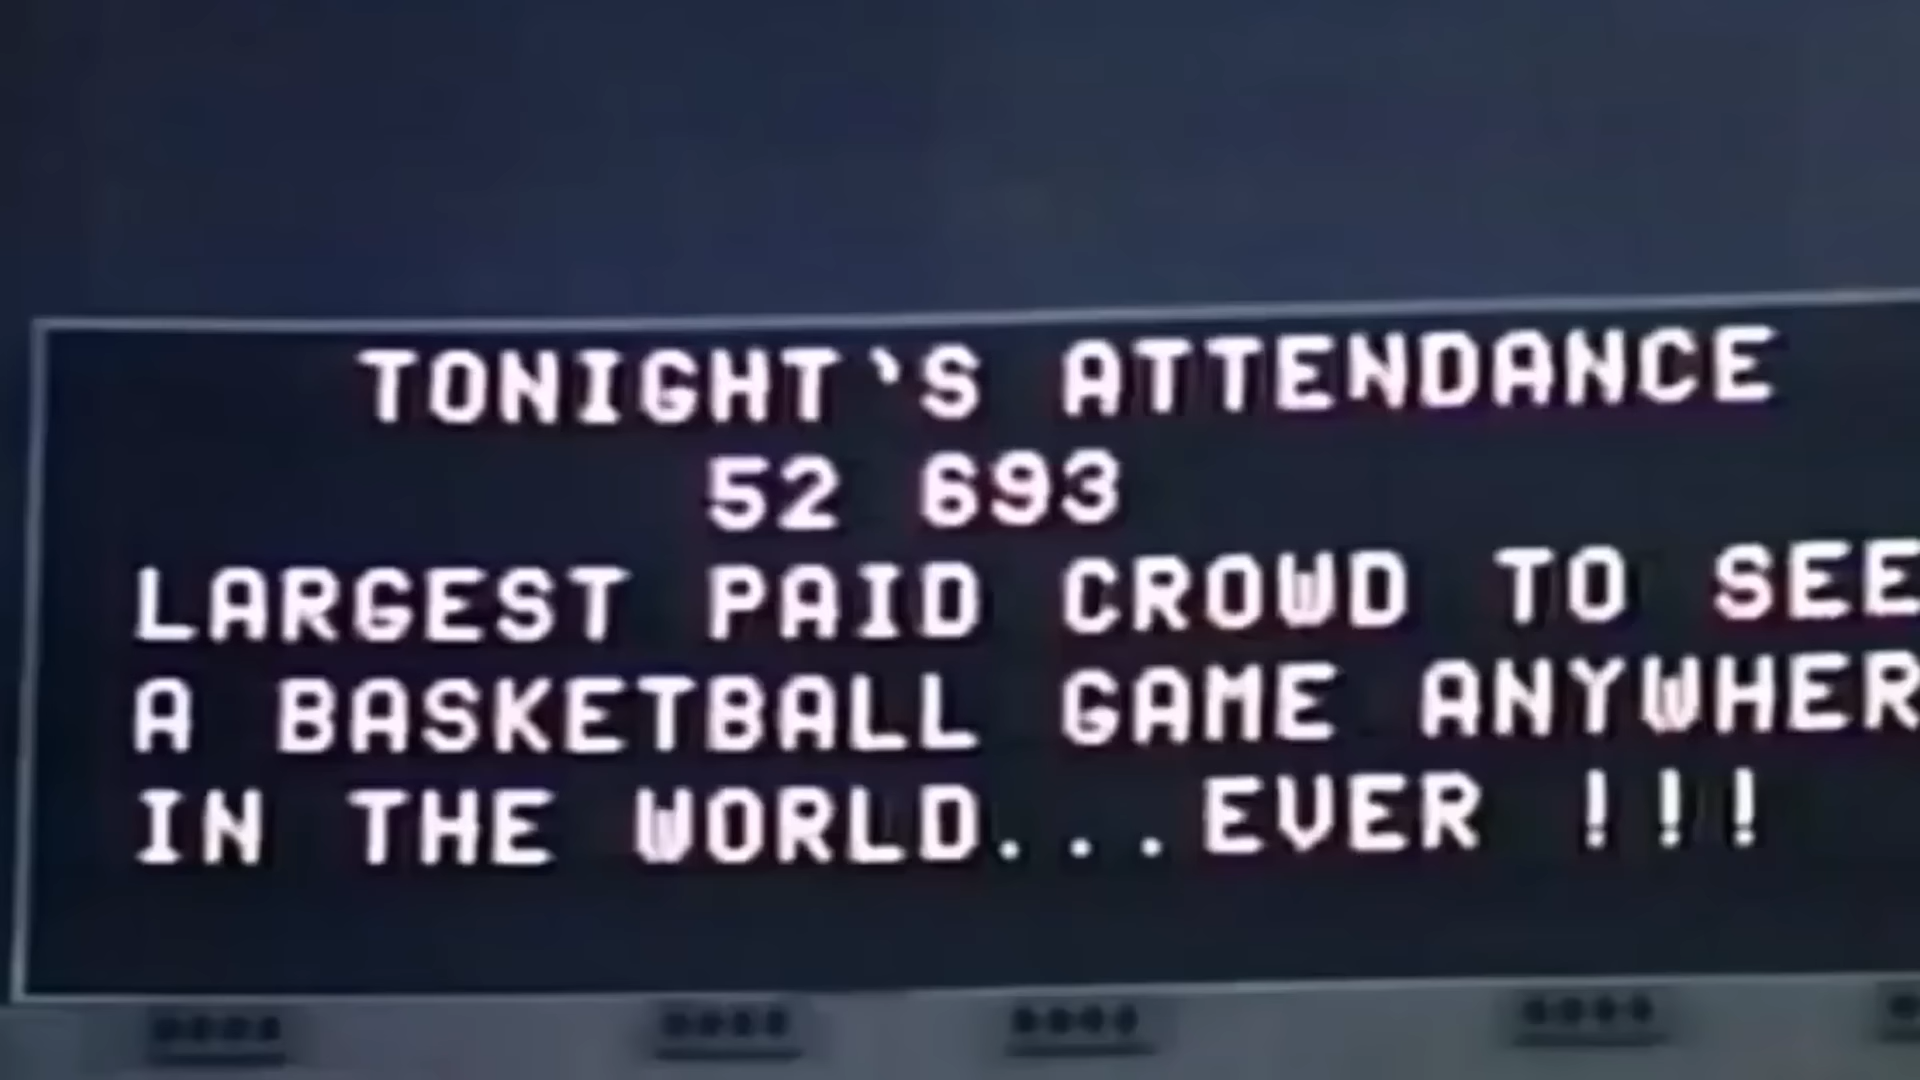 TONIGHT'S ATTENDANCE
52 693
LARGEST PAID CROWD TO SEE
A BASKETBALL GAME ANYWHER
IN THE WORLD...EVER !!!